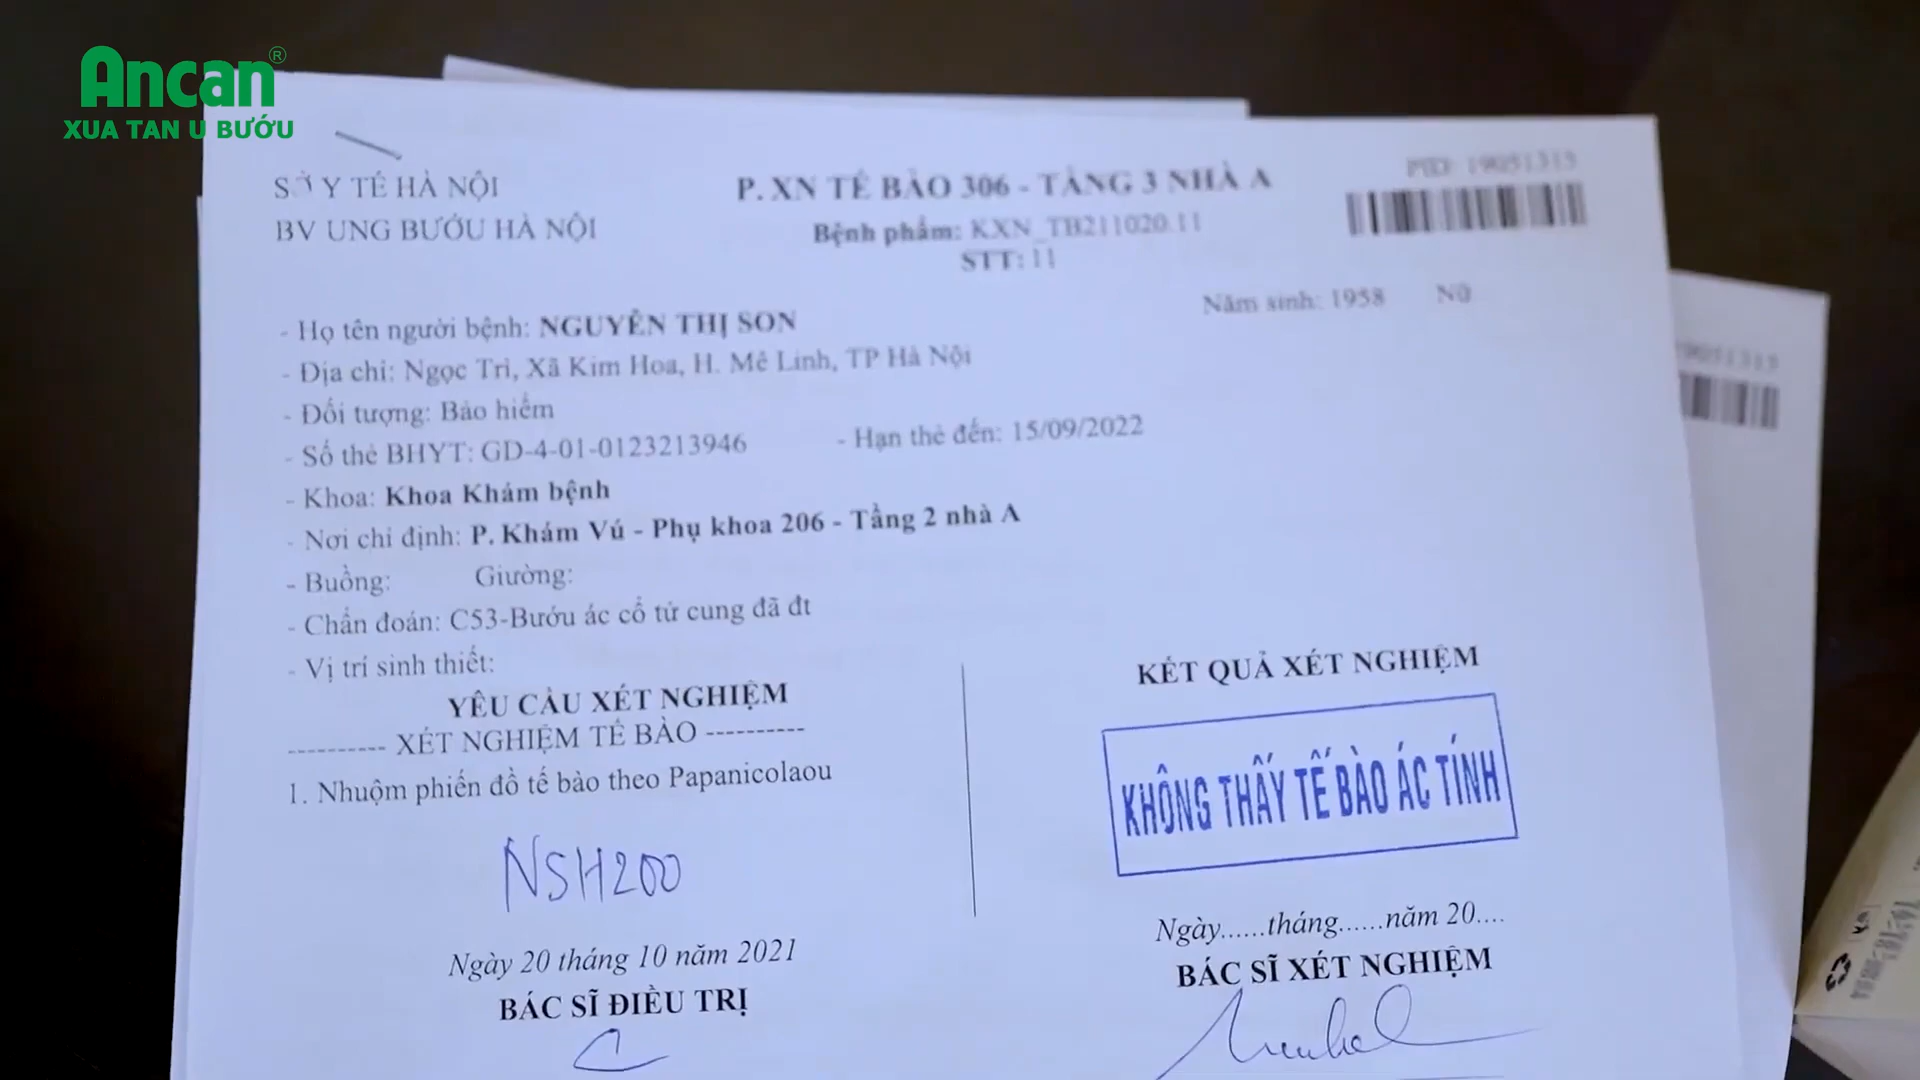 Ancan®
XUA TAN U BƯỚU
SỞ Y TẾ HÀ NỘI
BV UNG BƯỚU HÀ NỘI
P. XN TẾ BÀO 306 - TẦNG 3 NHÀ A
Bệnh phẩm: KXN_TB211020.11
STT: 11
PID: 19051315
- Họ tên người bệnh: NGUYỄN THỊ SON
Năm sinh: 1958 Nữ
- Địa chỉ: Ngọc Trì, Xã Kim Hoa, H. Mê Linh, TP Hà Nội
- Đối tượng: Bảo hiểm
- Số thẻ BHYT: GD-4-01-0123213946 - Hạn thẻ đến: 15/09/2022
- Khoa: Khoa Khám bệnh
- Nơi chỉ định: P. Khám Vú - Phụ khoa 206 - Tầng 2 nhà A
- Buồng: Giường:
- Chẩn đoán: C53-Bướu ác cổ tử cung đã đt
- Vị trí sinh thiết:
YÊU CẦU XÉT NGHIỆM
---------- XÉT NGHIỆM TẾ BÀO ----------
1. Nhuộm phiến đồ tế bào theo Papanicolaou
NSH200
Ngày 20 tháng 10 năm 2021
BÁC SĨ ĐIỀU TRỊ
KẾT QUẢ XÉT NGHIỆM
KHÔNG THẤY TẾ BÀO ÁC TÍNH
Ngày......tháng......năm 20....
BÁC SĨ XÉT NGHIỆM